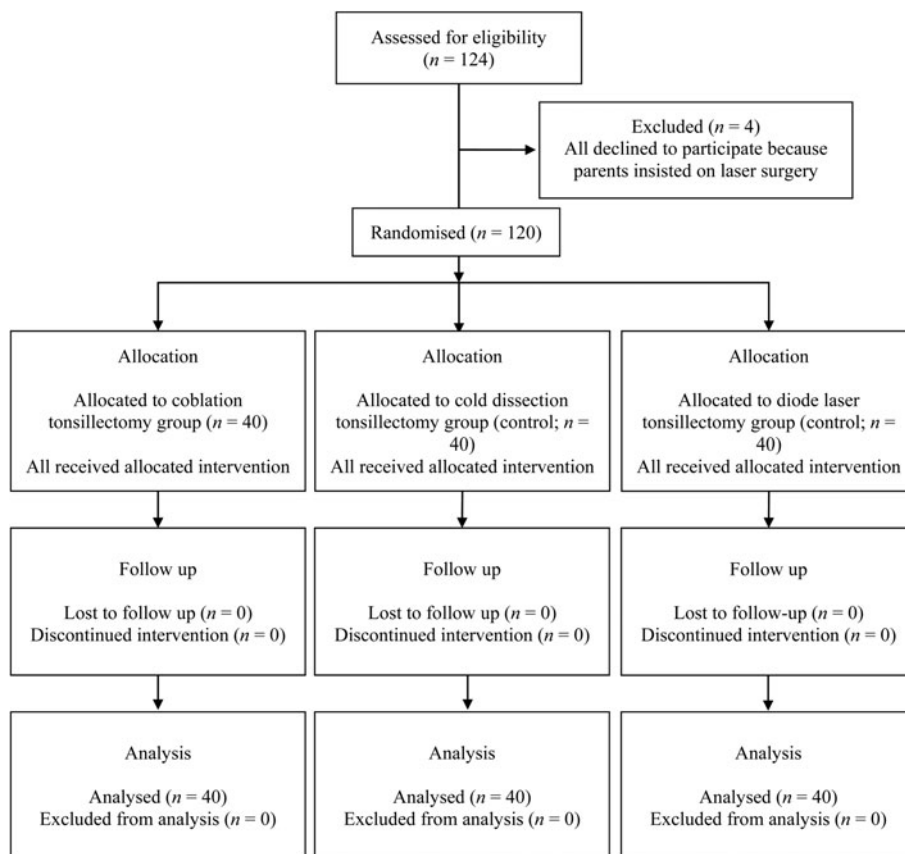 Assessed for eligibility
(n = 124)
Excluded (n = 4)
All declined to participate because
parents insisted on laser surgery
Randomised (n = 120)
Allocation
Allocated to coblation
tonsillectomy group (n = 40)
All received allocated intervention
Allocation
Allocated to cold dissection
tonsillectomy group (control; n =
40)
All received allocated intervention
Allocation
Allocated to diode laser
tonsillectomy group (control; n =
40)
All received allocated intervention
Follow up
Lost to follow up (n = 0)
Discontinued intervention (n = 0)
Follow up
Lost to follow up (n = 0)
Discontinued intervention (n = 0)
Follow up
Lost to follow-up (n = 0)
Discontinued intervention (n = 0)
Analysis
Analysed (n = 40)
Excluded from analysis (n = 0)
Analysis
Analysed (n = 40)
Excluded from analysis (n = 0)
Analysis
Analysed (n = 40)
Excluded from analysis (n = 0)